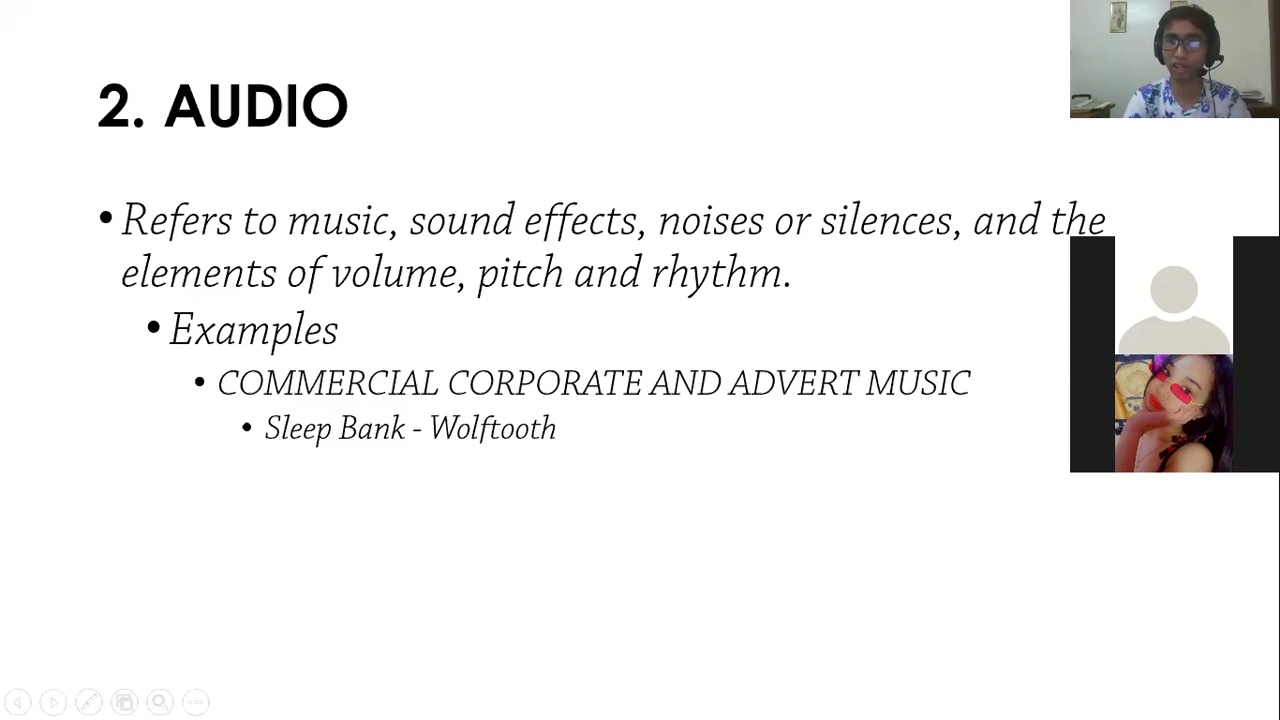 2. AUDIO
• Refers to music, sound effects, noises or silences, and the
elements of volume, pitch and rhythm.
• Examples
• COMMERCIAL CORPORATE AND ADVERT MUSIC
• Sleep Bank - Wolftooth